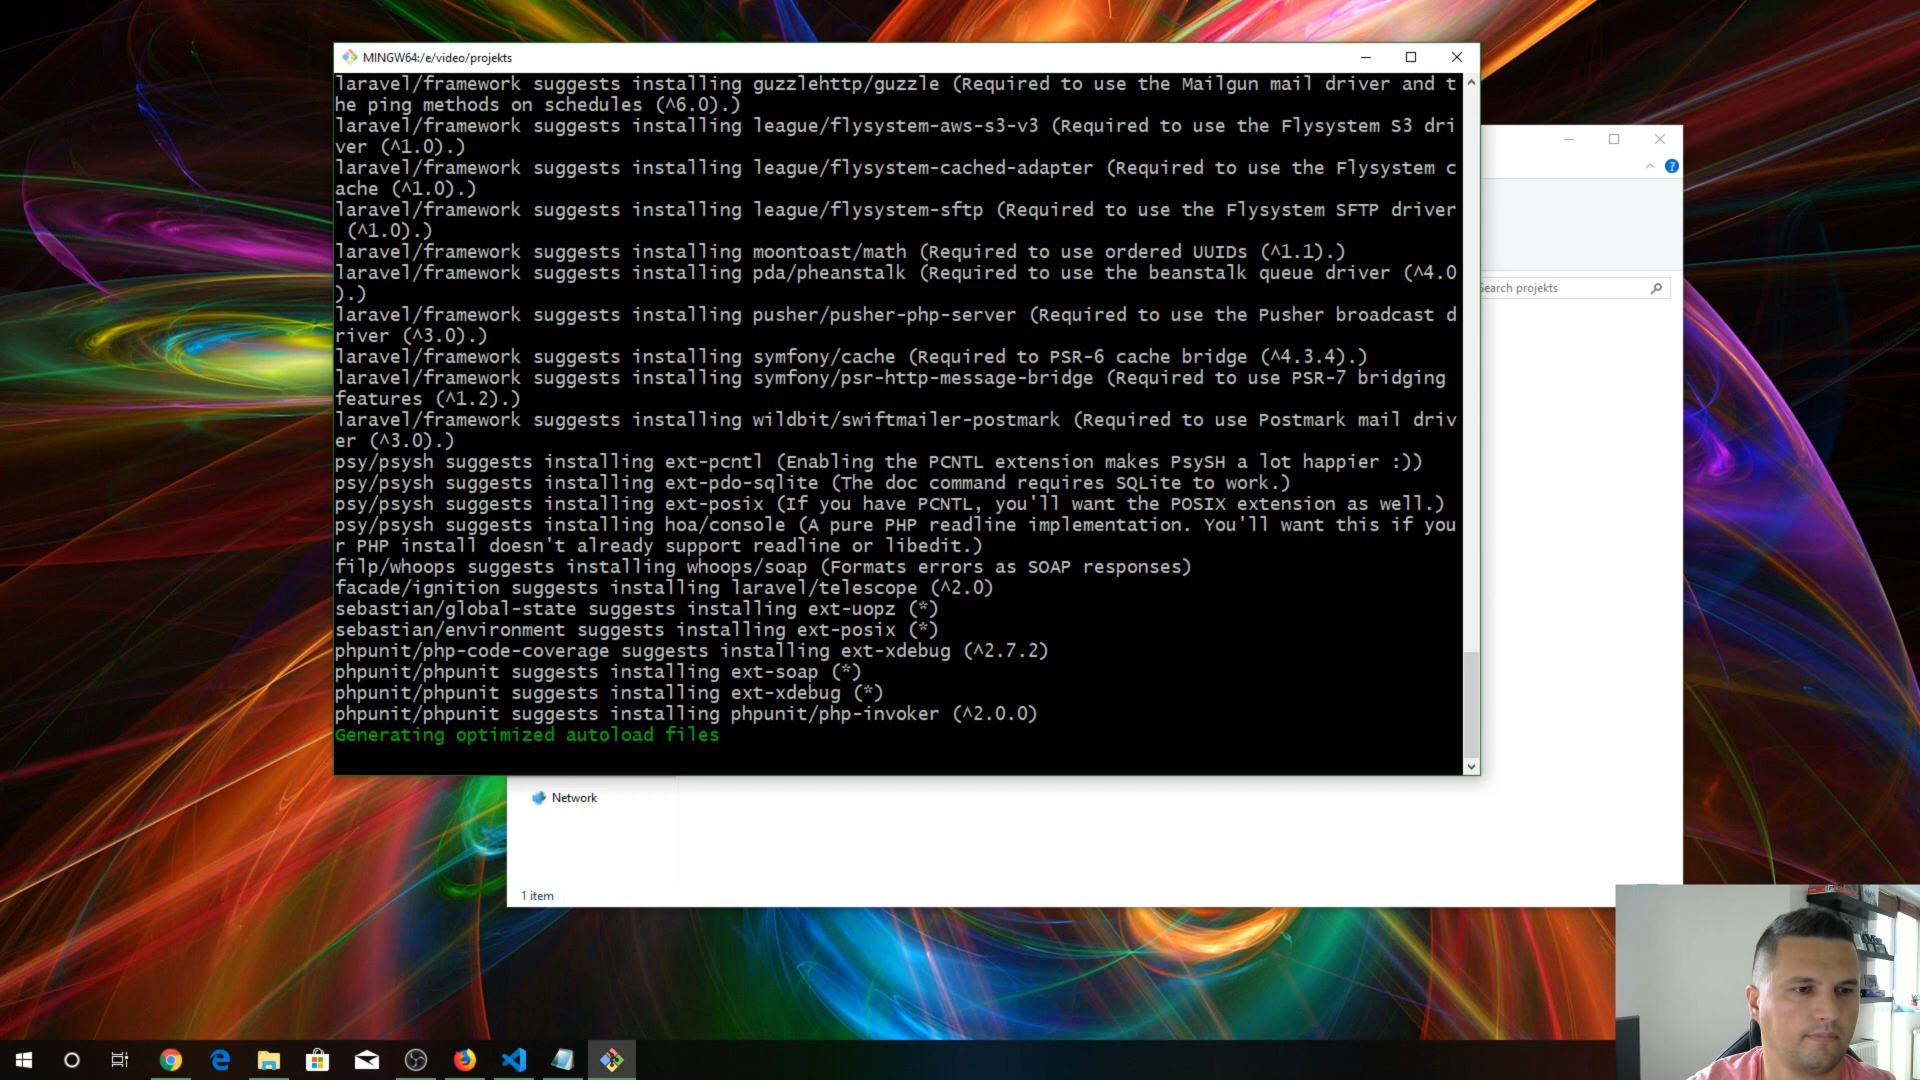 MINGW64:/e/video/projekts
laravel/framework suggests installing guzzlehttp/guzzle (Required to use the Mailgun mail driver and t
he ping methods on schedules (^6.0).)
laravel/framework suggests installing league/flysystem-aws-s3-v3 (Required to use the Flysystem S3 dri
ver (^1.0).)
laravel/framework suggests installing league/flysystem-cached-adapter (Required to use the Flysystem c
ache (^1.0).)
laravel/framework suggests installing league/flysystem-sftp (Required to use the Flysystem SFTP driver
 (^1.0).)
laravel/framework suggests installing moontoast/math (Required to use ordered UUIDs (^1.1).)
laravel/framework suggests installing pda/pheanstalk (Required to use the beanstalk queue driver (^4.0
).)
laravel/framework suggests installing pusher/pusher-php-server (Required to use the Pusher broadcast d
river (^3.0).)
laravel/framework suggests installing symfony/cache (Required to PSR-6 cache bridge (^4.3.4).)
laravel/framework suggests installing symfony/psr-http-message-bridge (Required to use PSR-7 bridging
features (^1.2).)
laravel/framework suggests installing wildbit/swiftmailer-postmark (Required to use Postmark mail driv
er (^3.0).)
psy/psysh suggests installing ext-pcntl (Enabling the PCNTL extension makes PsySH a lot happier :))
psy/psysh suggests installing ext-pdo-sqlite (The doc command requires SQLite to work.)
psy/psysh suggests installing ext-posix (If you have PCNTL, you'll want the POSIX extension as well.)
psy/psysh suggests installing hoa/console (A pure PHP readline implementation. You'll want this if you
r PHP install doesn't already support readline or libedit.)
filp/whoops suggests installing whoops/soap (Formats errors as SOAP responses)
facade/ignition suggests installing laravel/telescope (^2.0)
sebastian/global-state suggests installing ext-uopz (*)
sebastian/environment suggests installing ext-posix (*)
phpunit/php-code-coverage suggests installing ext-xdebug (^2.7.2)
phpunit/phpunit suggests installing ext-soap (*)
phpunit/phpunit suggests installing ext-xdebug (*)
phpunit/phpunit suggests installing phpunit/php-invoker (^2.0.0)
Generating optimized autoload files
Search projekts
Network
1 item